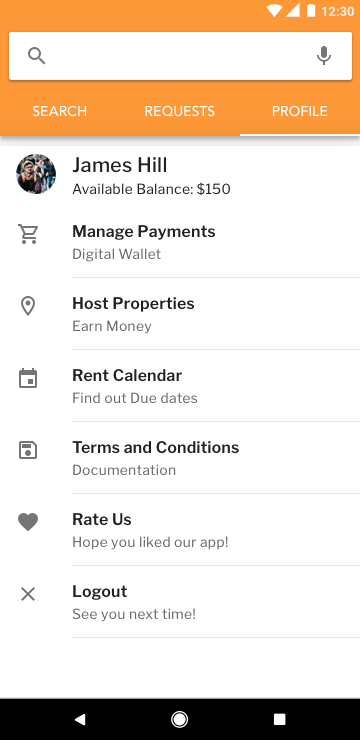 12:30
SEARCH REQUESTS PROFILE
James Hill
Available Balance: $150
Manage Payments
Digital Wallet
Host Properties
Earn Money
Rent Calendar
Find out Due dates
Terms and Conditions
Documentation
Rate Us
Hope you liked our app!
Logout
See you next time!